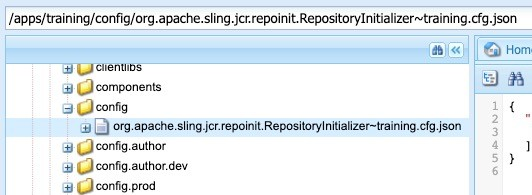 /apps/training/config/org.apache.sling.jcr.repoinit.RepositoryInitializer~training.cfg.json
Home
clientlibs
components
config
org.apache.sling.jcr.repoinit.RepositoryInitializer~training.cfg.json
config.author
config.author.dev
config.prod
1 {
2 "
3
4 ]
5 }
6